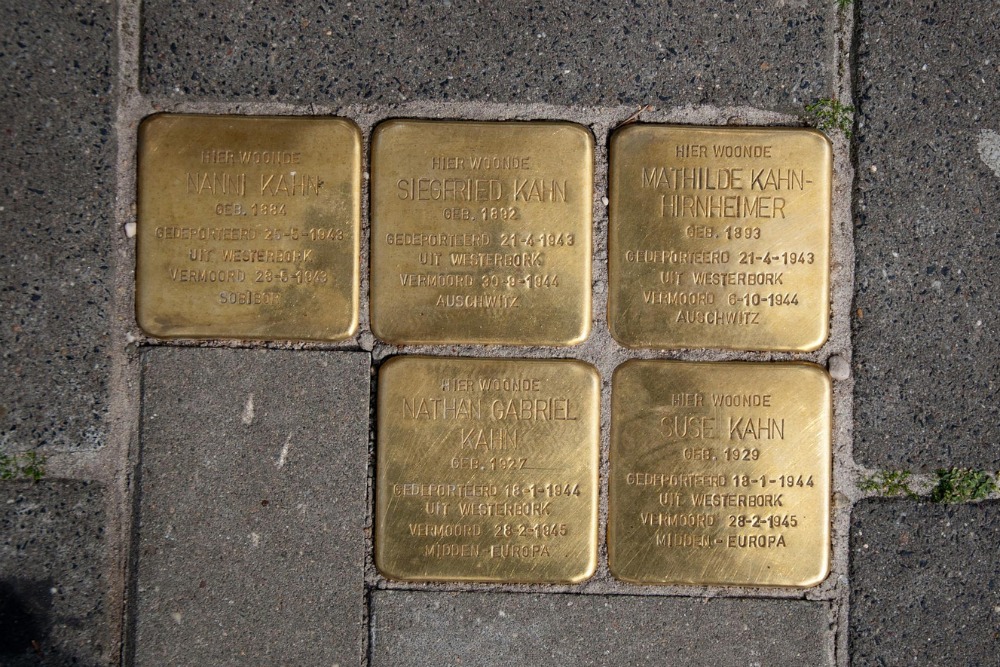 HIER WOONDE
NANNI KAHN
GEB. 1884
GEDEPORTEERD 25-5-1943
UIT WESTERBORK
VERMOORD 28-5-1943
SOBIBOR
HIER WOONDE
SIEGFRIED KAHN
GEB. 1892
GEDEPORTEERD 21-4-1943
UIT WESTERBORK
VERMOORD 30-9-1944
AUSCHWITZ
HIER WOONDE
MATHILDE KAHN-
HIRNHEIMER
GEB. 1893
GEDEPORTEERD 21-4-1943
UIT WESTERBORK
VERMOORD 6-10-1944
AUSCHWITZ
HIER WOONDE
NATHAN GABRIEL
KAHN
GEB. 1927
GEDEPORTEERD 18-1-1944
UIT WESTERBORK
VERMOORD 28-2-1945
MIDDEN-EUROPA
HIER WOONDE
SUSE KAHN
GEB. 1929
GEDEPORTEERD 18-1-1944
UIT WESTERBORK
VERMOORD 28-2-1945
MIDDEN-EUROPA